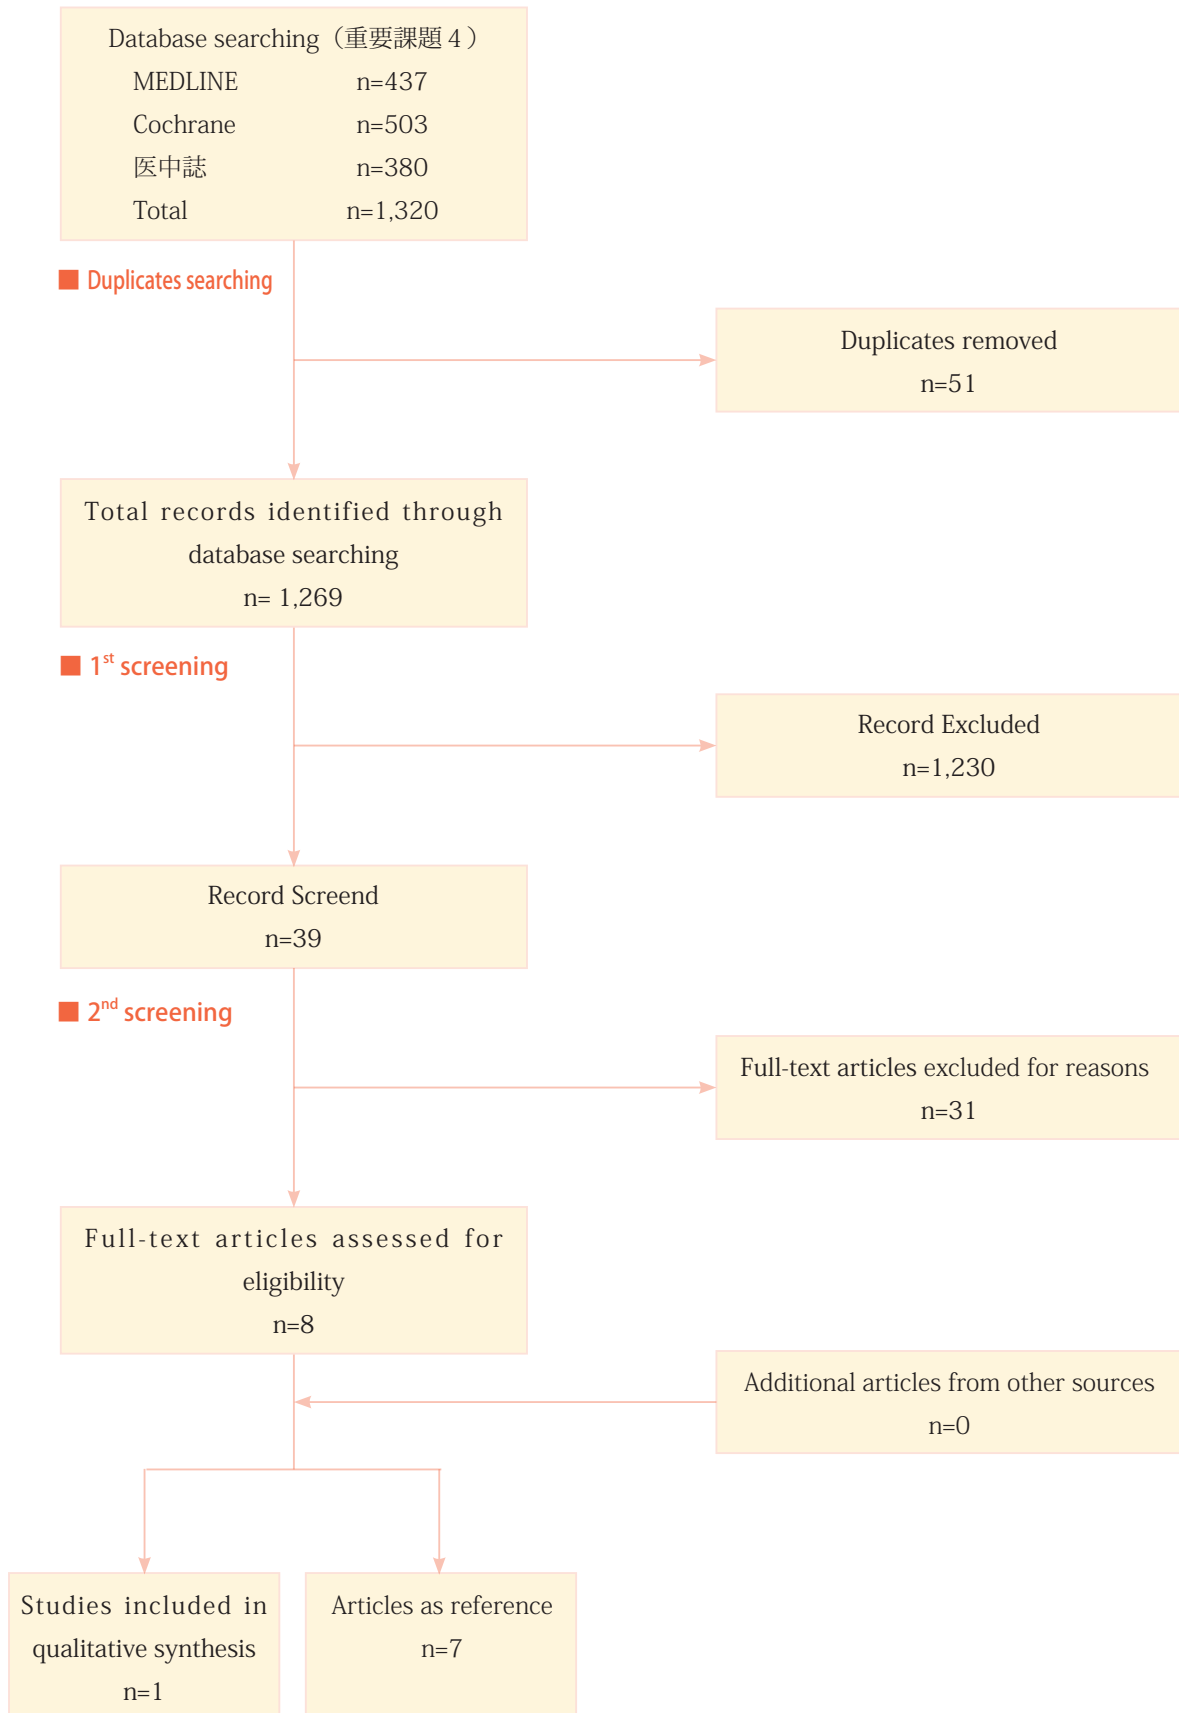 Database searching（重要課題４）
MEDLINE n=437
Cochrane n=503
医中誌 n=380
Total n=1,320
■ Duplicates searching
Duplicates removed
n=51
Total records identified through
database searching
n= 1,269
■ 1st screening
Record Excluded
n=1,230
Record Screend
n=39
■ 2nd screening
Full-text articles excluded for reasons
n=31
Full-text articles assessed for
eligibility
n=8
Additional articles from other sources
n=0
Studies included in
qualitative synthesis
n=1
Articles as reference
n=7